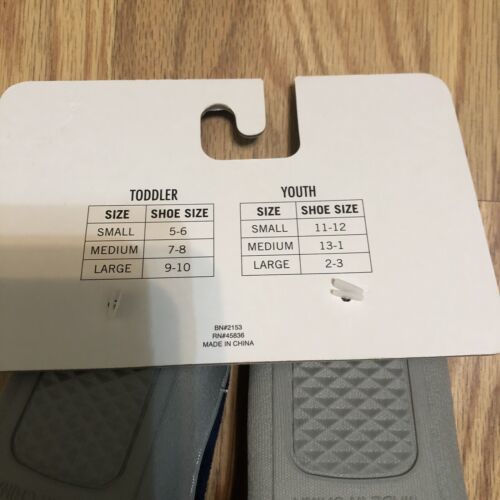 TODDLER
SIZE SHOE SIZE
SMALL 5-6
MEDIUM 7-8
LARGE 9-10
YOUTH
SIZE SHOE SIZE
SMALL 11-12
MEDIUM 13-1
LARGE 2-3
BN#2153
RN#45836
MADE IN CHINA